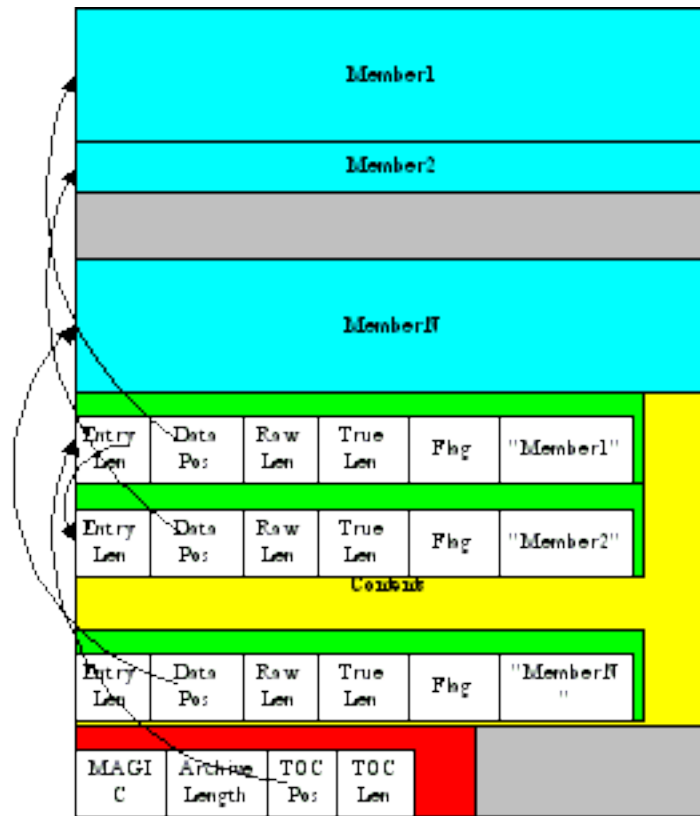 Member1
Member2
MemberN
Entry Len
Data Pos
Raw Len
True Len
Flag
"Member1"
Entry Len
Data Pos
Raw Len
True Len
Flag
"Member2"
Contents
Entry Len
Data Pos
Raw Len
True Len
Flag
"MemberN
"
MAGI
C
Archive
Length
TOC
Pos
TOC
Len